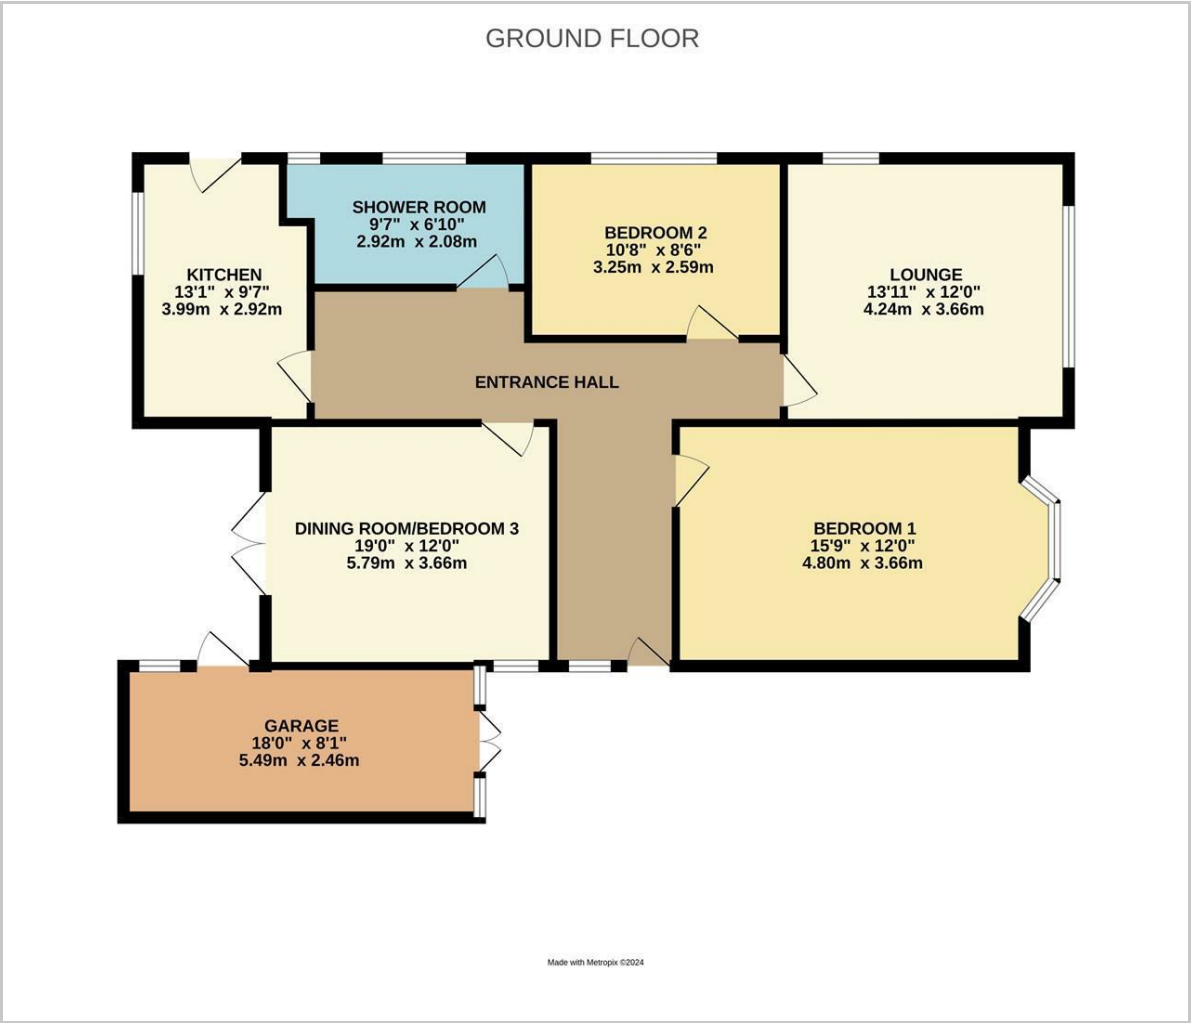 GROUND FLOOR
SHOWER ROOM
9'7" x 6'10"
2.92m x 2.08m
BEDROOM 2
10'8" x 8'6"
3.25m x 2.59m
KITCHEN
13'1" x 9'7"
3.99m x 2.92m
LOUNGE
13'11" x 12'0"
4.24m x 3.66m
ENTRANCE HALL
DINING ROOM/BEDROOM 3
19'0" x 12'0"
5.79m x 3.66m
BEDROOM 1
15'9" x 12'0"
4.80m x 3.66m
GARAGE
18'0" x 8'1"
5.49m x 2.46m
Made with Metropix ©2024